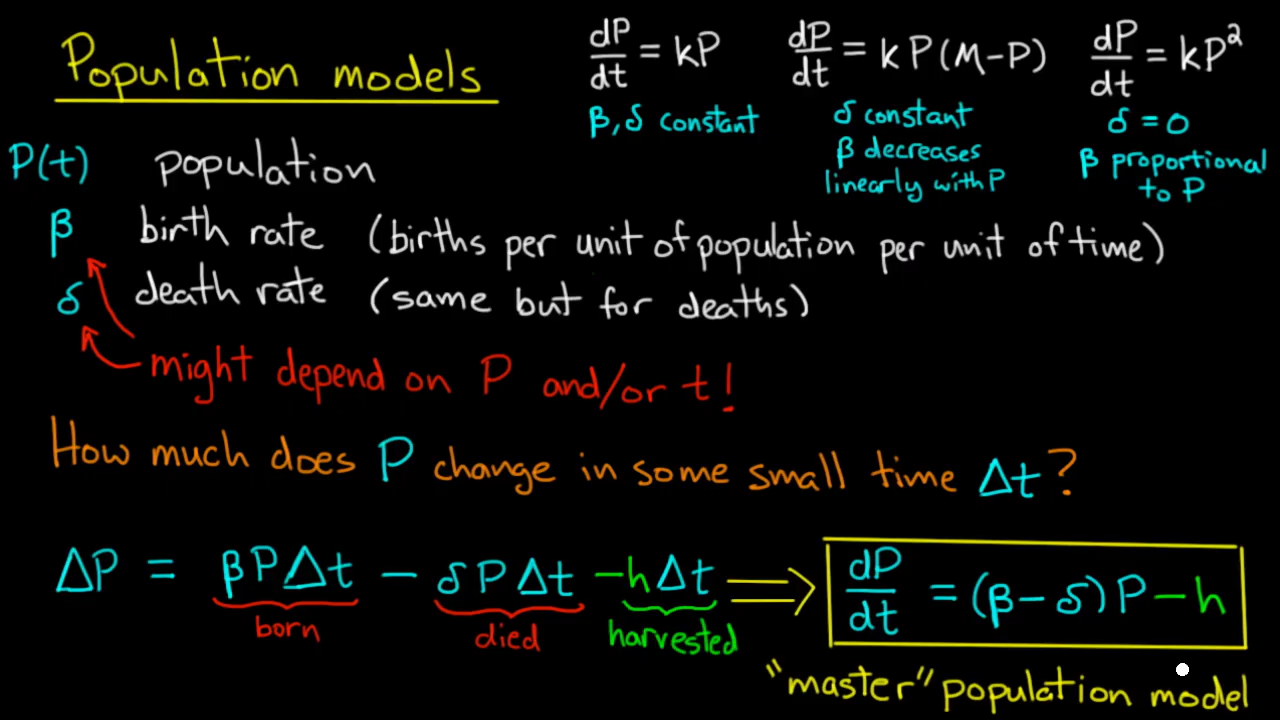 Population models
dP/dt = kP
β, δ constant
dP/dt = kP(M-P)
δ constant
β decreases
linearly with P
dP/dt = kP²
δ = 0
β proportional
to P
P(t) population
β birth rate (births per unit of population per unit of time)
δ death rate (same but for deaths)
might depend on P and/or t!
How much does P change in some small time Δt?
ΔP = βPΔt - δPΔt - hΔt ⟹ dP/dt = (β-δ)P - h
born died harvested
"master" population model